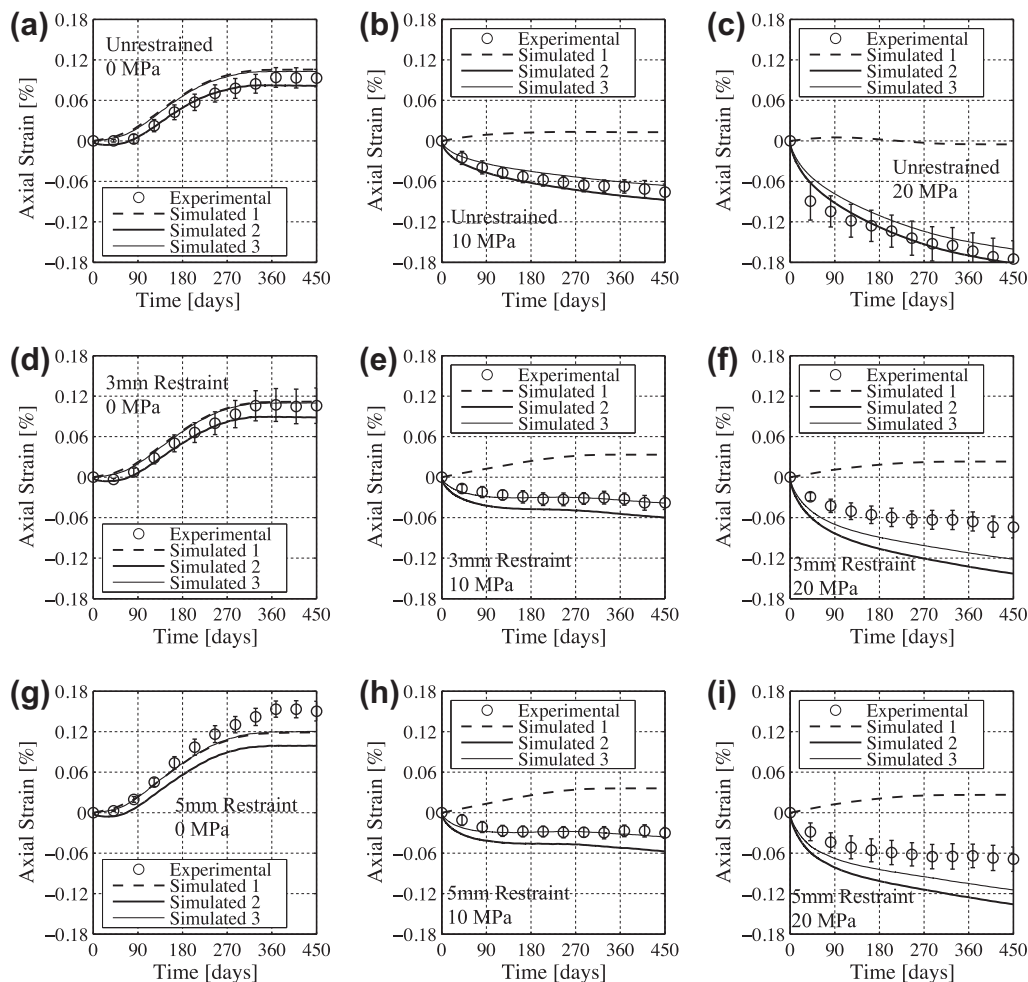 (a)
0.18
0.12
0.06
0
−0.06
−0.12
−0.18
Axial Strain [%]
Unrestrained
0 MPa
Experimental
Simulated 1
Simulated 2
Simulated 3
0 90 180 270 360 450
Time [days]
(b)
0.18
0.12
0.06
0
−0.06
−0.12
−0.18
Axial Strain [%]
Experimental
Simulated 1
Simulated 2
Simulated 3
Unrestrained
10 MPa
0 90 180 270 360 450
Time [days]
(c)
0.18
0.12
0.06
0
−0.06
−0.12
−0.18
Axial Strain [%]
Experimental
Simulated 1
Simulated 2
Simulated 3
Unrestrained
20 MPa
0 90 180 270 360 450
Time [days]
(d)
0.18
0.12
0.06
0
−0.06
−0.12
−0.18
Axial Strain [%]
3mm Restraint
0 MPa
Experimental
Simulated 1
Simulated 2
Simulated 3
0 90 180 270 360 450
Time [days]
(e)
0.18
0.12
0.06
0
−0.06
−0.12
−0.18
Axial Strain [%]
Experimental
Simulated 1
Simulated 2
Simulated 3
3mm Restraint
10 MPa
0 90 180 270 360 450
Time [days]
(f)
0.18
0.12
0.06
0
−0.06
−0.12
−0.18
Axial Strain [%]
Experimental
Simulated 1
Simulated 2
Simulated 3
3mm Restraint
20 MPa
0 90 180 270 360 450
Time [days]
(g)
0.18
0.12
0.06
0
−0.06
−0.12
−0.18
Axial Strain [%]
5mm Restraint
0 MPa
Experimental
Simulated 1
Simulated 2
Simulated 3
0 90 180 270 360 450
Time [days]
(h)
0.18
0.12
0.06
0
−0.06
−0.12
−0.18
Axial Strain [%]
Experimental
Simulated 1
Simulated 2
Simulated 3
5mm Restraint
10 MPa
0 90 180 270 360 450
Time [days]
(i)
0.18
0.12
0.06
0
−0.06
−0.12
−0.18
Axial Strain [%]
Experimental
Simulated 1
Simulated 2
Simulated 3
5mm Restraint
20 MPa
0 90 180 270 360 450
Time [days]